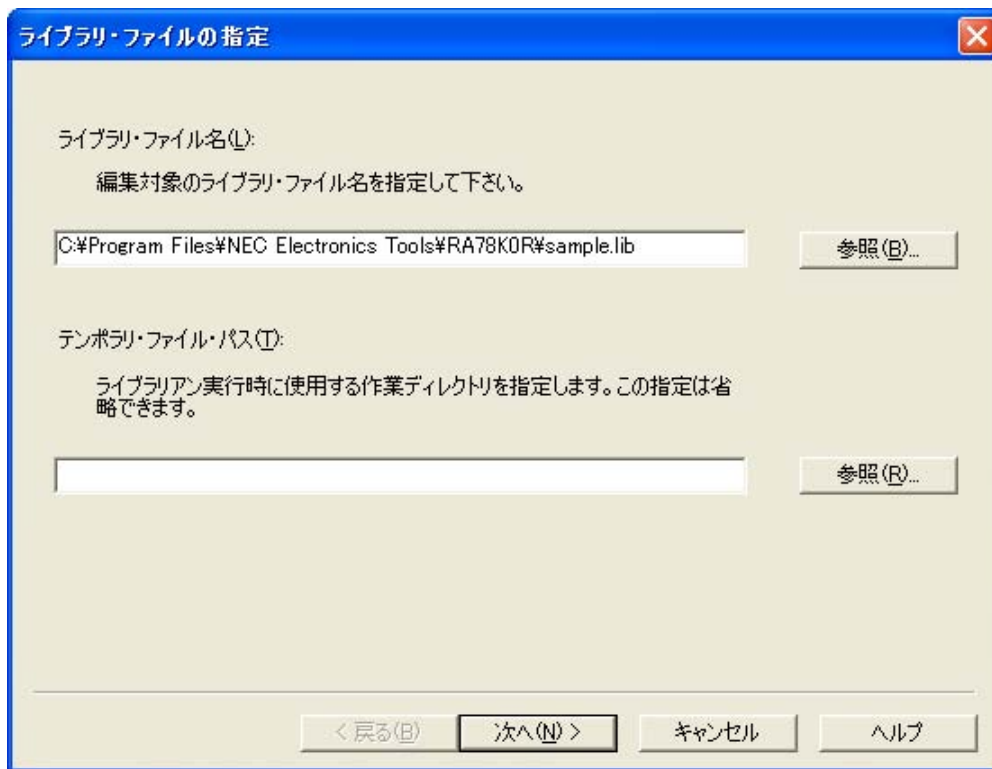 ライブラリ・ファイルの指定
ライブラリ・ファイル名(L):
編集対象のライブラリ・ファイル名を指定して下さい。
C:¥Program Files¥NEC Electronics Tools¥RA78K0R¥sample.lib
参照(B)...
テンポラリ・ファイル・パス(T):
ライブラリアン実行時に使用する作業ディレクトリを指定します。この指定は省
略できます。
参照(R)...
< 戻る(B)
次へ(N) >
キャンセル
ヘルプ